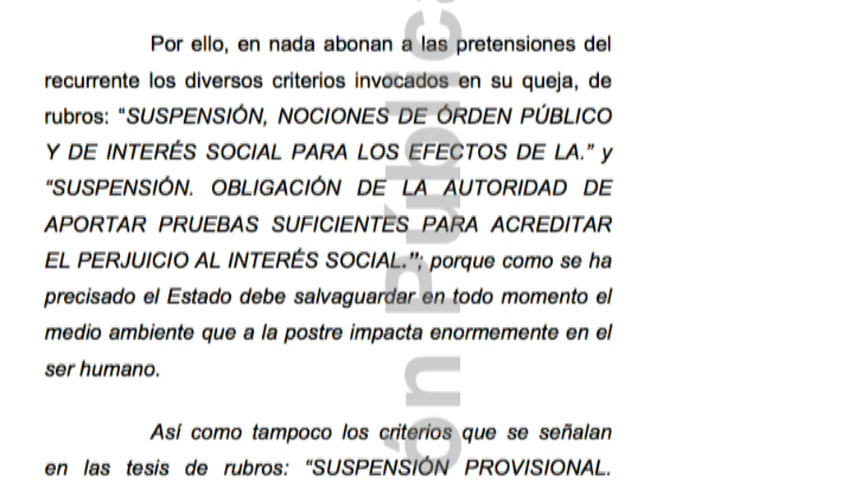 Por ello, en nada abonan a las pretensiones del
recurrente los diversos criterios invocados en su queja, de
rubros: “SUSPENSIÓN, NOCIONES DE ÓRDEN PÚBLICO
Y DE INTERÉS SOCIAL PARA LOS EFECTOS DE LA.” y
“SUSPENSIÓN. OBLIGACIÓN DE LA AUTORIDAD DE
APORTAR PRUEBAS SUFICIENTES PARA ACREDITAR
EL PERJUICIO AL INTERÉS SOCIAL.”; porque como se ha
precisado el Estado debe salvaguardar en todo momento el
medio ambiente que a la postre impacta enormemente en el
ser humano.
Así como tampoco los criterios que se señalan
en las tesis de rubros: “SUSPENSIÓN PROVISIONAL.
ón Públic